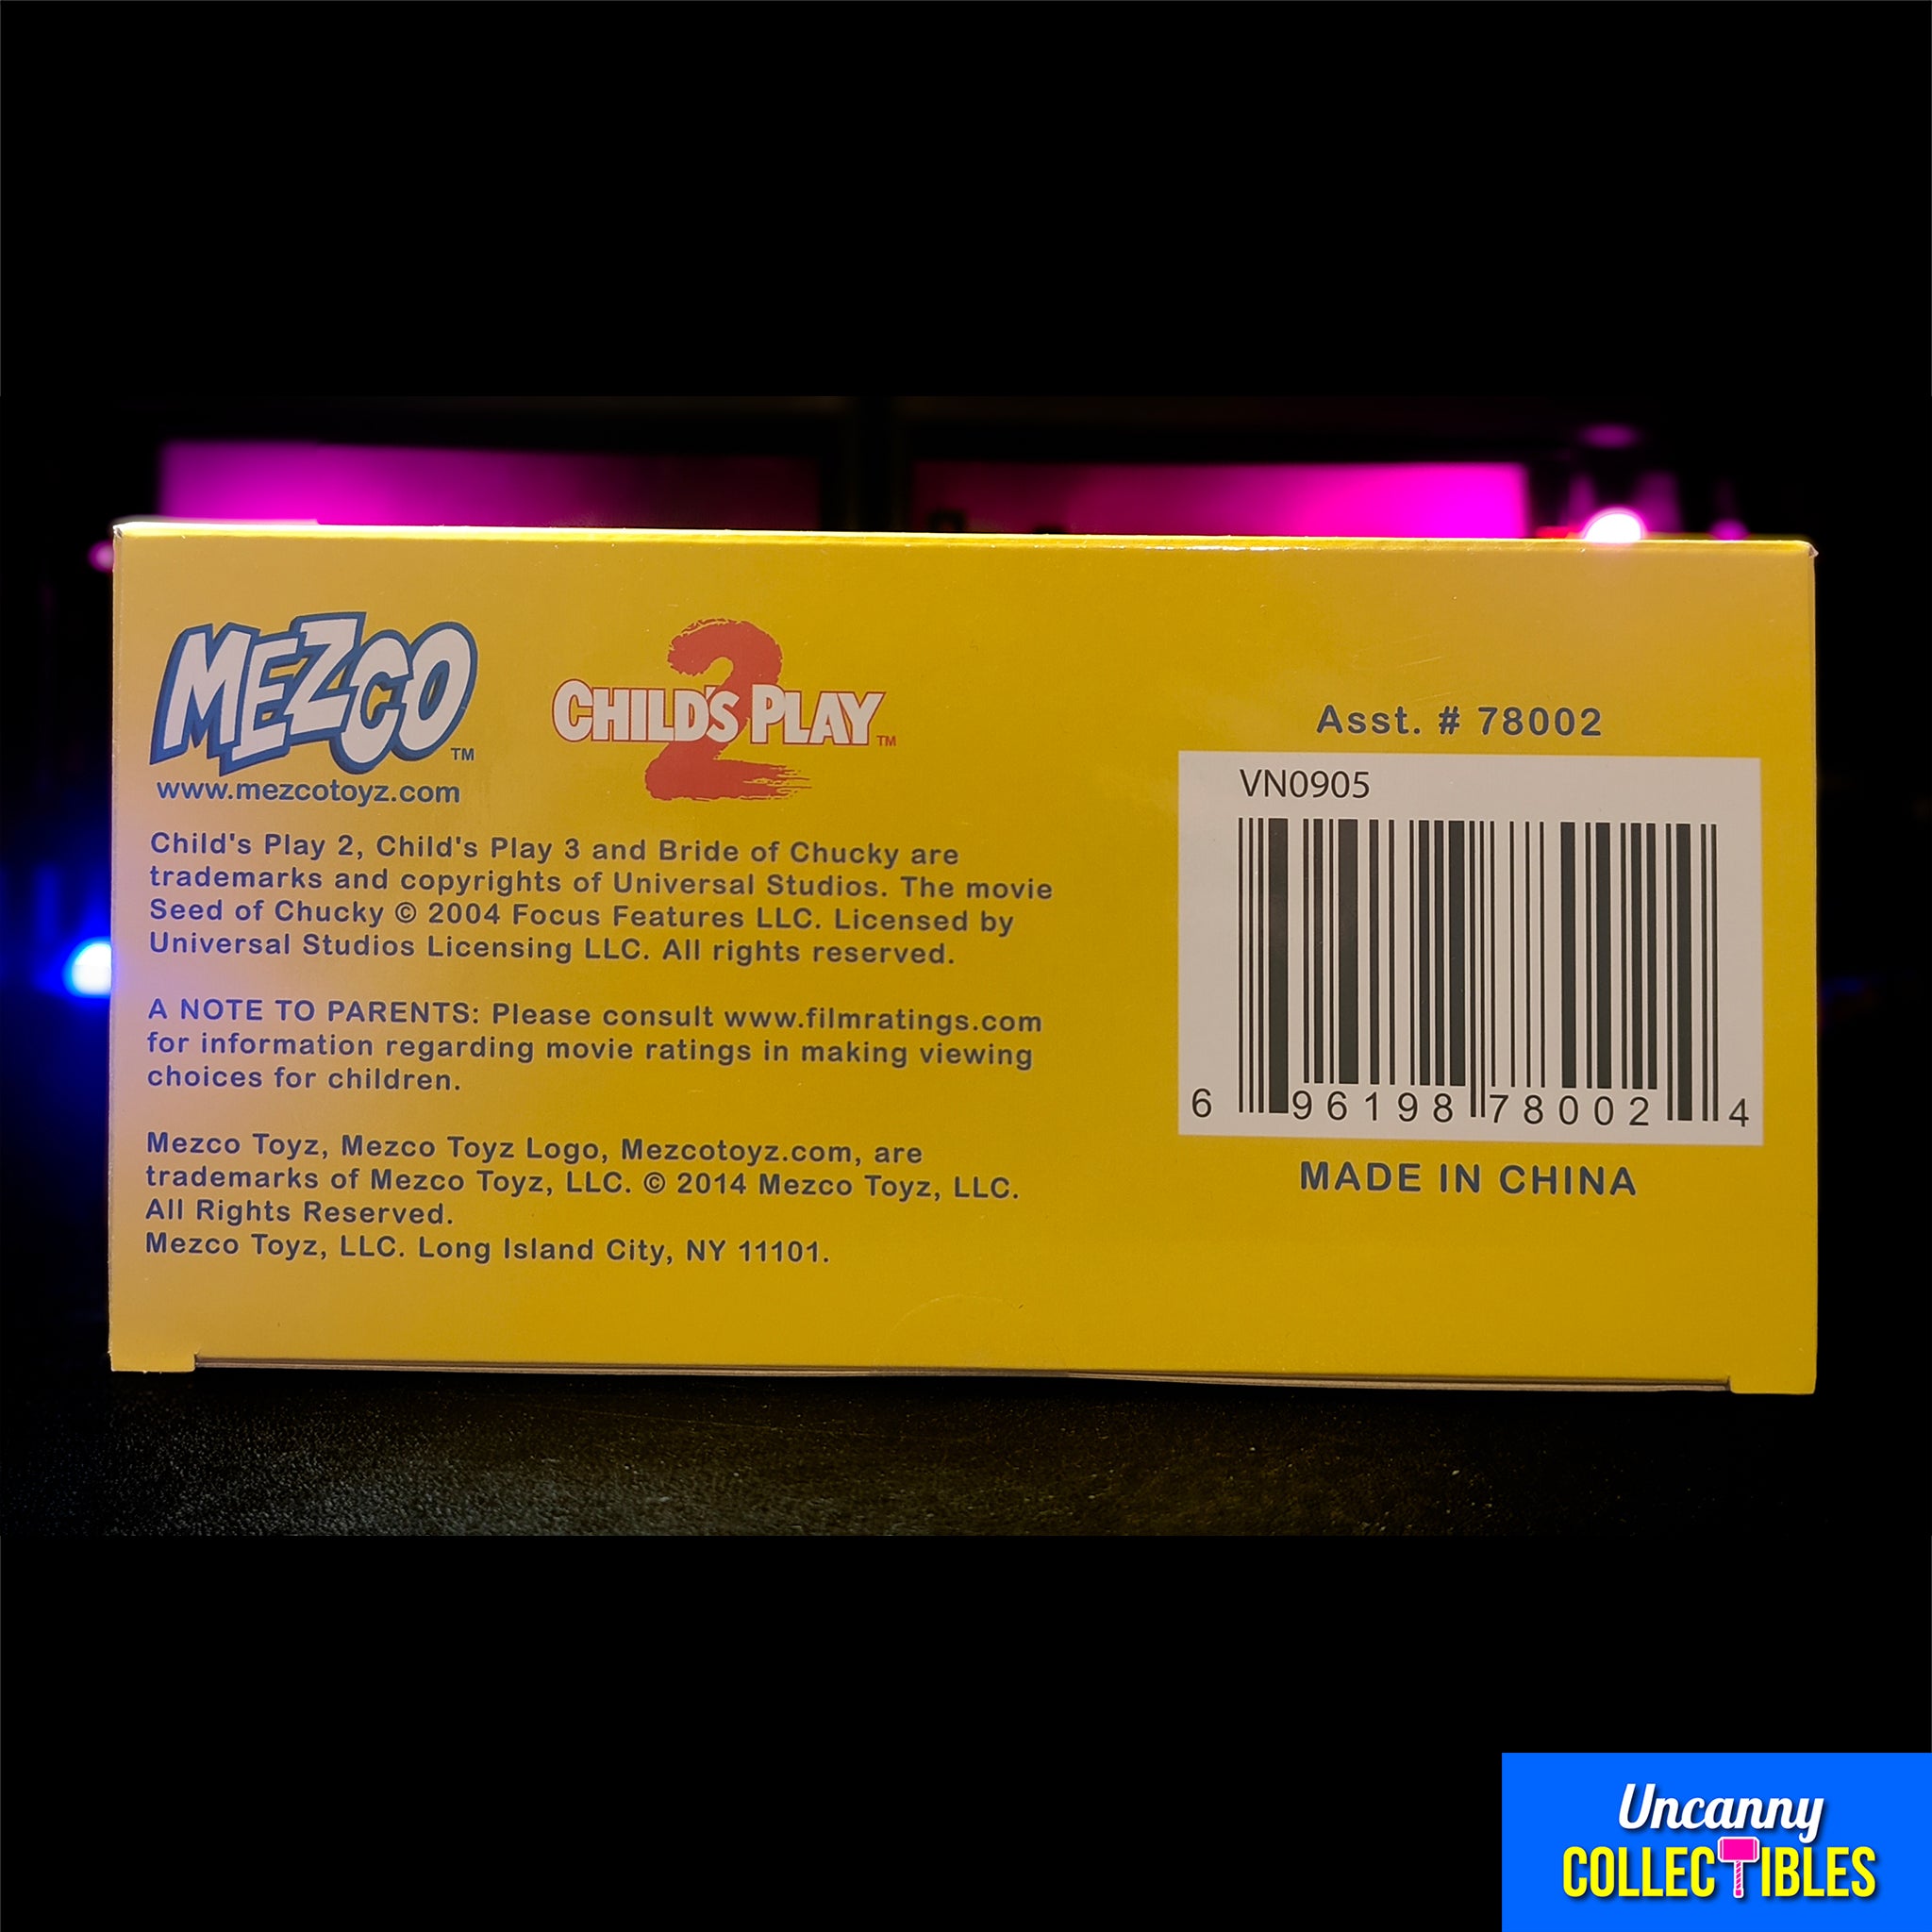 MEZCO™
www.mezcotoyz.com
CHILD'S PLAY 2™
Child's Play 2, Child's Play 3 and Bride of Chucky are
trademarks and copyrights of Universal Studios. The movie
Seed of Chucky © 2004 Focus Features LLC. Licensed by
Universal Studios Licensing LLC. All rights reserved.
A NOTE TO PARENTS: Please consult www.filmratings.com
for information regarding movie ratings in making viewing
choices for children.
Mezco Toyz, Mezco Toyz Logo, Mezcotoyz.com, are
trademarks of Mezco Toyz, LLC. © 2014 Mezco Toyz, LLC.
All Rights Reserved.
Mezco Toyz, LLC. Long Island City, NY 11101.
Asst. # 78002
VN0905
6 96198 78002 4
MADE IN CHINA
Uncanny
COLLECTIBLES